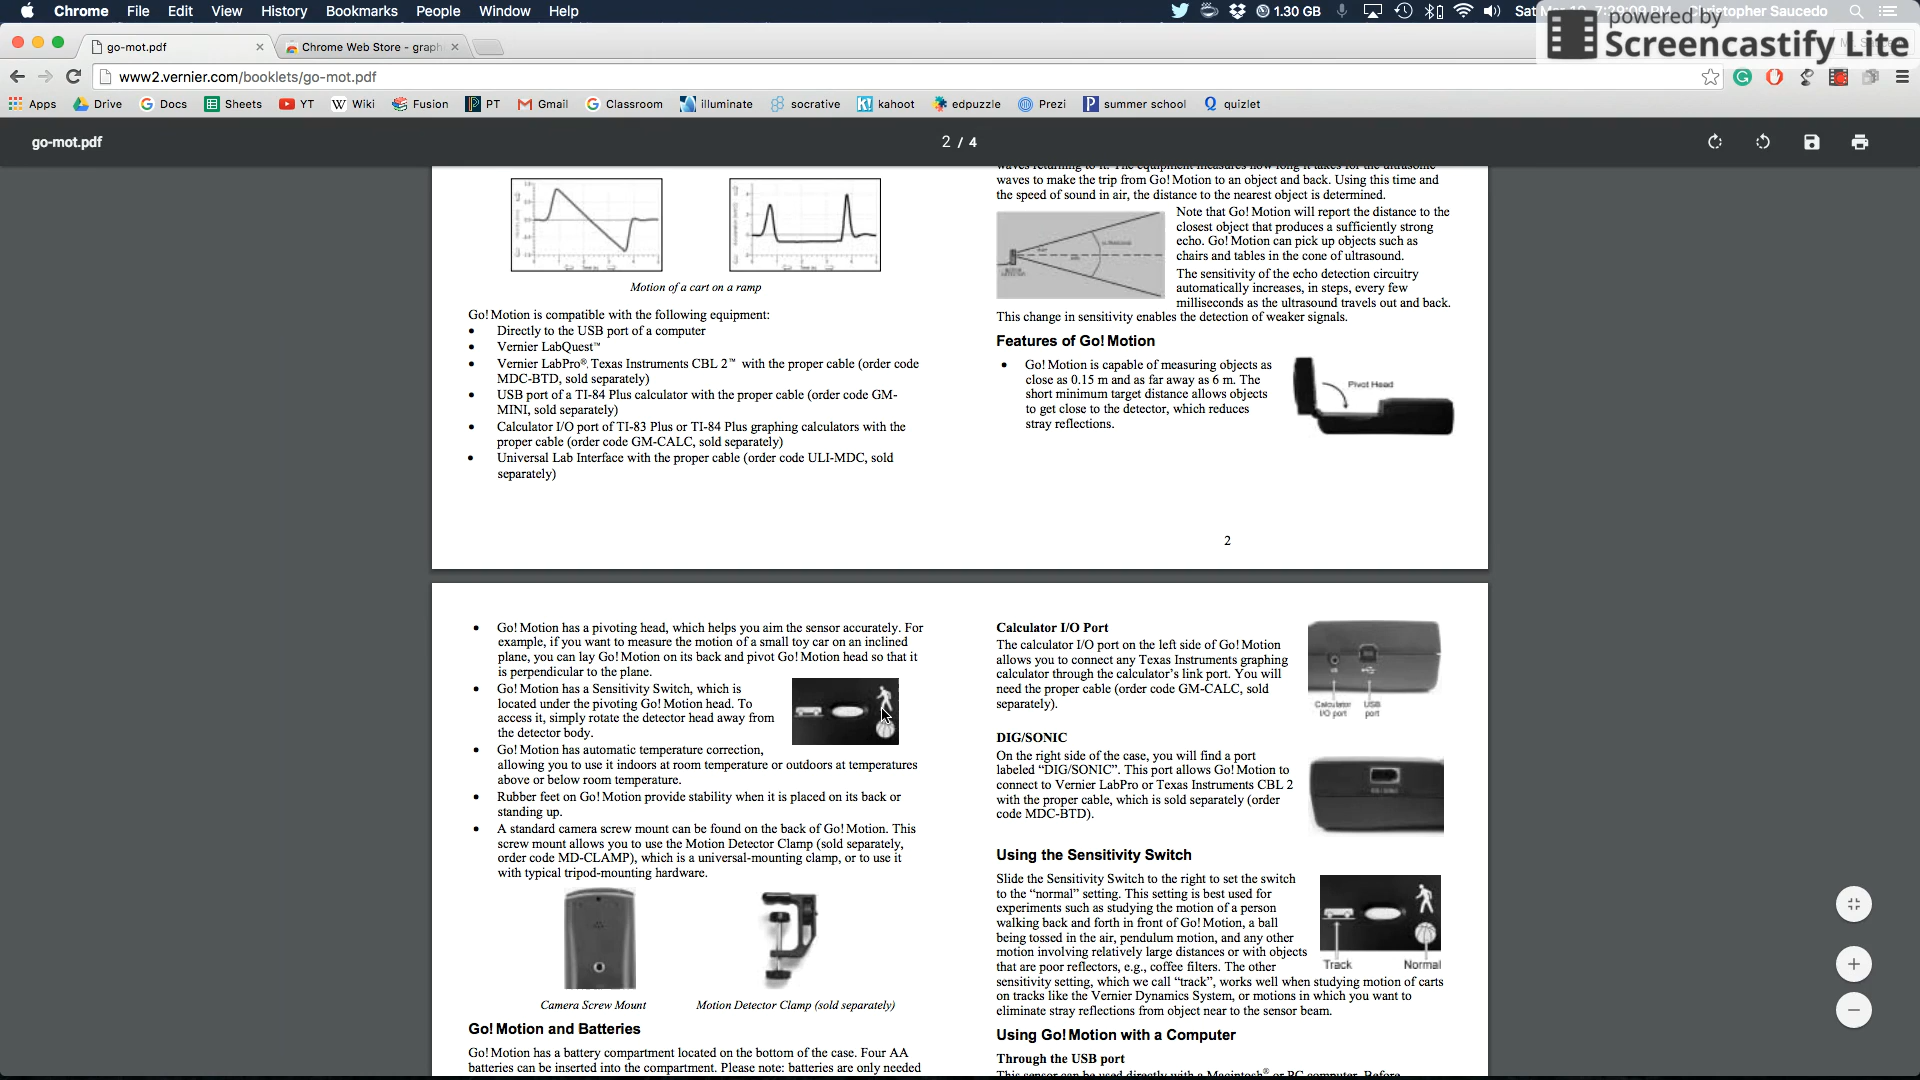 Chrome File Edit View History Bookmarks People Window Help
1.30 GB Sat Christopher Saucedo
powered by
Screencastify Lite
go-mot.pdf
Chrome Web Store - graph
www2.vernier.com/booklets/go-mot.pdf
Apps Drive Docs Sheets YT Wiki Fusion PT Gmail Classroom illuminate socrative kahoot edpuzzle Prezi summer school quizlet
go-mot.pdf
2 / 4
Motion of a cart on a ramp
Go! Motion is compatible with the following equipment:
• Directly to the USB port of a computer
• Vernier LabQuest™
• Vernier LabPro®, Texas Instruments CBL 2™ with the proper cable (order code
MDC-BTD, sold separately)
• USB port of a TI-84 Plus calculator with the proper cable (order code GM-
MINI, sold separately)
• Calculator I/O port of TI-83 Plus or TI-84 Plus graphing calculators with the
proper cable (order code GM-CALC, sold separately)
• Universal Lab Interface with the proper cable (order code ULI-MDC, sold
separately)
waves returning to it. The equipment measures how long it takes for the ultrasonic
waves to make the trip from Go! Motion to an object and back. Using this time and
the speed of sound in air, the distance to the nearest object is determined.
Note that Go! Motion will report the distance to the
closest object that produces a sufficiently strong
echo. Go! Motion can pick up objects such as
chairs and tables in the cone of ultrasound.
The sensitivity of the echo detection circuitry
automatically increases, in steps, every few
milliseconds as the ultrasound travels out and back.
This change in sensitivity enables the detection of weaker signals.
Features of Go! Motion
• Go! Motion is capable of measuring objects as
close as 0.15 m and as far away as 6 m. The
short minimum target distance allows objects
to get close to the detector, which reduces
stray reflections.
Pivot Head
2
• Go! Motion has a pivoting head, which helps you aim the sensor accurately. For
example, if you want to measure the motion of a small toy car on an inclined
plane, you can lay Go! Motion on its back and pivot Go! Motion head so that it
is perpendicular to the plane.
• Go! Motion has a Sensitivity Switch, which is
located under the pivoting Go! Motion head. To
access it, simply rotate the detector head away from
the detector body.
• Go! Motion has automatic temperature correction,
allowing you to use it indoors at room temperature or outdoors at temperatures
above or below room temperature.
• Rubber feet on Go! Motion provide stability when it is placed on its back or
standing up.
• A standard camera screw mount can be found on the back of Go! Motion. This
screw mount allows you to use the Motion Detector Clamp (sold separately,
order code MD-CLAMP), which is a universal-mounting clamp, or to use it
with typical tripod-mounting hardware.
Camera Screw Mount Motion Detector Clamp (sold separately)
Go! Motion and Batteries
Go! Motion has a battery compartment located on the bottom of the case. Four AA
batteries can be inserted into the compartment. Please note: batteries are only needed
Calculator I/O Port
The calculator I/O port on the left side of Go! Motion
allows you to connect any Texas Instruments graphing
calculator through the calculator's link port. You will
need the proper cable (order code GM-CALC, sold
separately).
Calculator USB
I/O port port
DIG/SONIC
On the right side of the case, you will find a port
labeled “DIG/SONIC”. This port allows Go! Motion to
connect to Vernier LabPro or Texas Instruments CBL 2
with the proper cable, which is sold separately (order
code MDC-BTD).
Using the Sensitivity Switch
Slide the Sensitivity Switch to the right to set the switch
to the “normal” setting. This setting is best used for
experiments such as studying the motion of a person
walking back and forth in front of Go! Motion, a ball
being tossed in the air, pendulum motion, and any other
motion involving relatively large distances or with objects
that are poor reflectors, e.g., coffee filters. The other
sensitivity setting, which we call “track”, works well when studying motion of carts
on tracks like the Vernier Dynamics System, or motions in which you want to
eliminate stray reflections from object near to the sensor beam.
Track Normal
Using Go! Motion with a Computer
Through the USB port
This sensor can be used directly with a Macintosh® or PC computer. Before